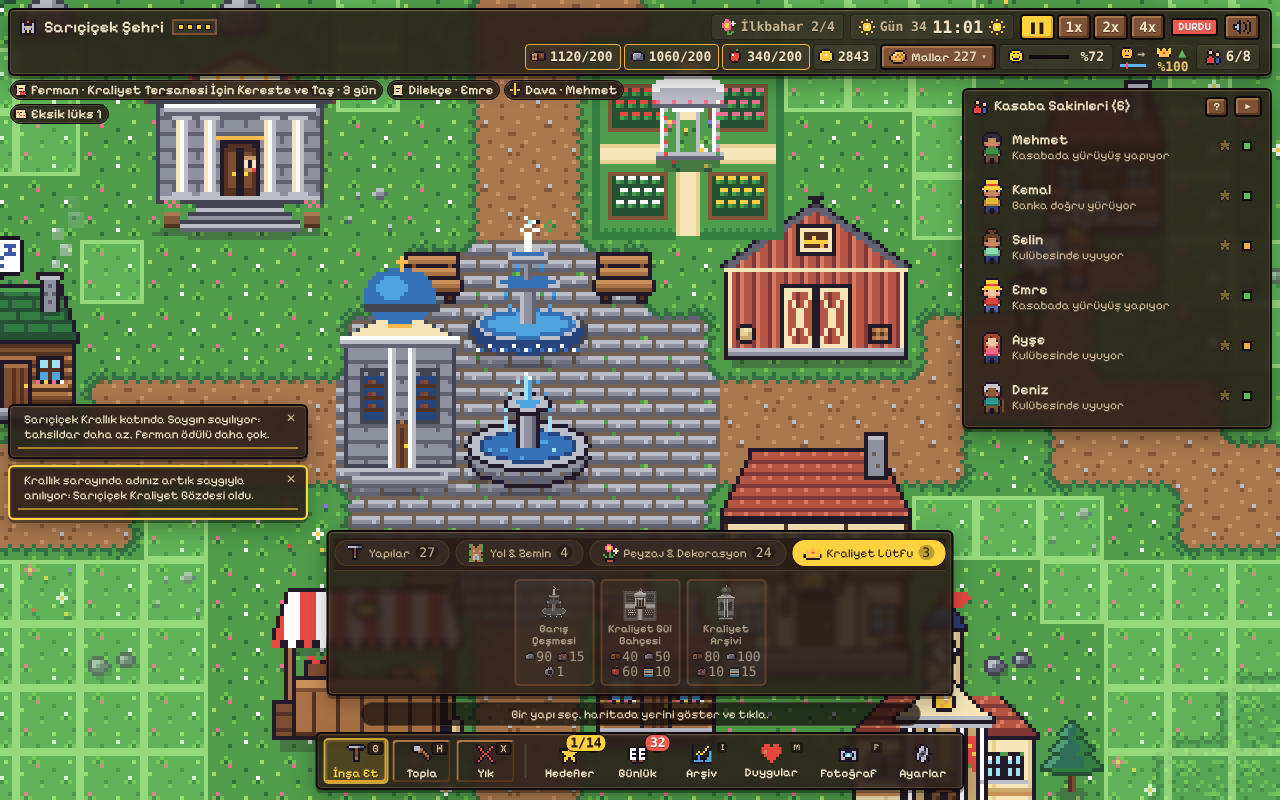 Sarıçiçek Şehri
İlkbahar 2/4
Gün 34 11:01
1x
2x
4x
DURDU
1120/200
1060/200
340/200
2843
Mallar 227
%72
%100
6/8
Ferman · Kraliyet Tersanesi İçin Kereste ve Taş · 3 gün
Dilekçe · Emre
Dava · Mehmet
Eksik lüks 1
Kasaba Sakinleri (6)
?
Mehmet
Kasabada yürüyüş yapıyor
Kemal
Banka doğru yürüyor
Selin
Kulübesinde uyuyor
Emre
Kasabada yürüyüş yapıyor
Ayşe
Kulübesinde uyuyor
Deniz
Kulübesinde uyuyor
Sarıçiçek Krallık katında Saygın sayılıyor:
tahsildar daha az, ferman ödülü daha çok.
Krallık sarayında adınız artık saygıyla
anılıyor: Sarıçiçek Kraliyet Gözdesi oldu.
Yapılar 27
Yol & Zemin 4
Peyzaj & Dekorasyon 24
Kraliyet Lütfu 3
Barış
Çeşmesi
90 15
1
Kraliyet Gül
Bahçesi
40 50
60 10
Kraliyet
Arşivi
80 100
10 15
Bir yapı seç, haritada yerini göster ve tıkla.
İnşa Et
Topla H
Yık X
1/14
Hedefler
32
Günlük
Arşiv I
Duygular M
Fotoğraf F
Ayarlar